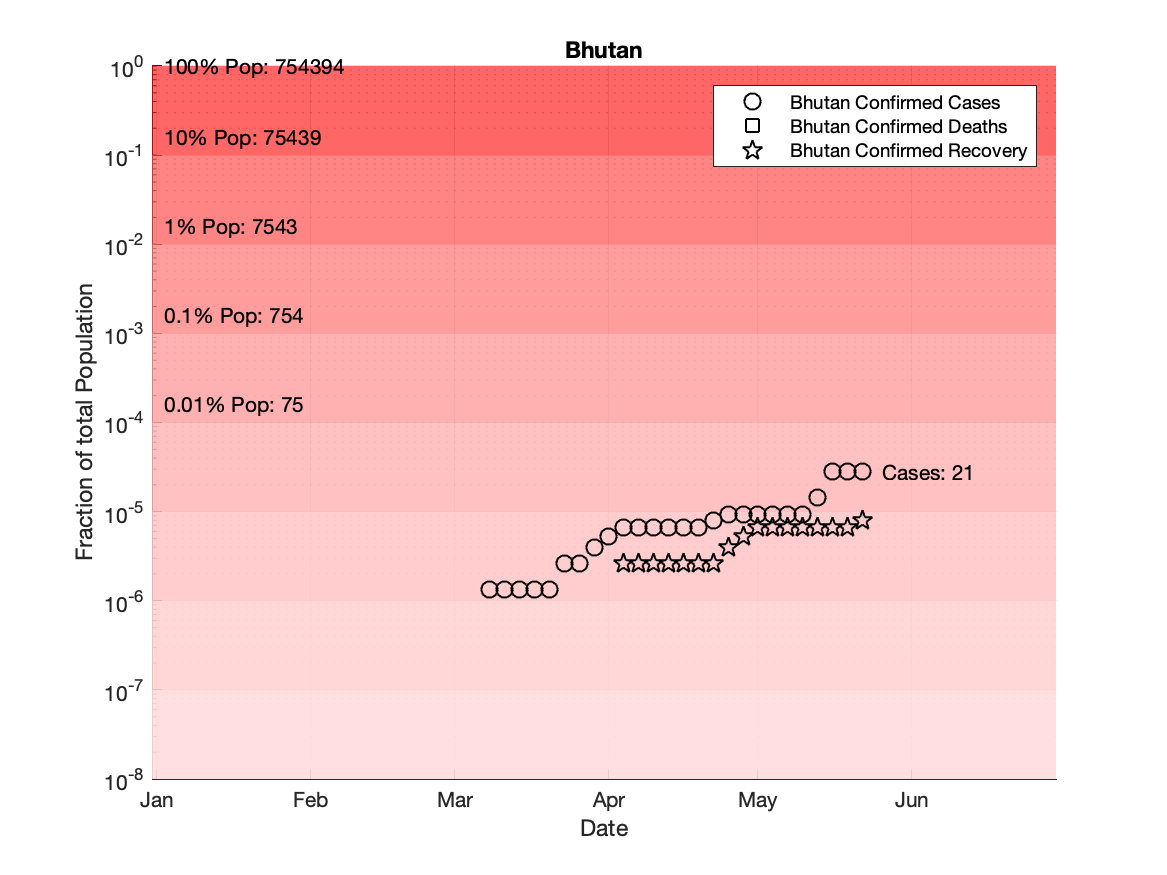 Bhutan
10^0
100% Pop: 754394
Bhutan Confirmed Cases
Bhutan Confirmed Deaths
Bhutan Confirmed Recovery
10% Pop: 75439
10^-1
1% Pop: 7543
10^-2
0.1% Pop: 754
10^-3
0.01% Pop: 75
10^-4
Cases: 21
10^-5
10^-6
10^-7
10^-8
Fraction of total Population
Jan Feb Mar Apr May Jun
Date